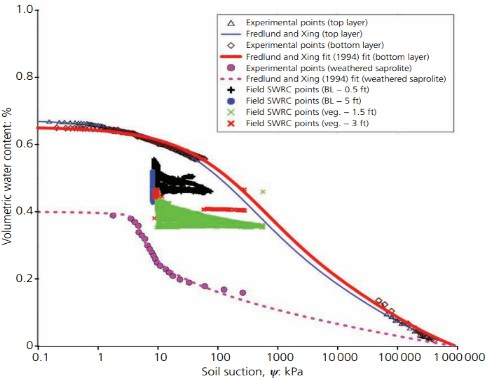 1.0
0.8
0.6
0.4
0.2
0
Volumetric water content: %
Experimental points (top layer)
Fredlund and Xing (top layer)
Experimental points (bottom layer)
Fredlund and Xing fit (1994) fit (bottom layer)
Experimental points (weathered saprolite)
Fredlund and Xing (1994) fit (weathered saprolite)
Field SWRC points (BL – 0.5 ft)
Field SWRC points (BL – 5 ft)
Field SWRC points (veg. – 1.5 ft)
Field SWRC points (veg. – 3 ft)
0.1 1 10 100 1000 10 000 100 000 1 000 000
Soil suction, ψ: kPa